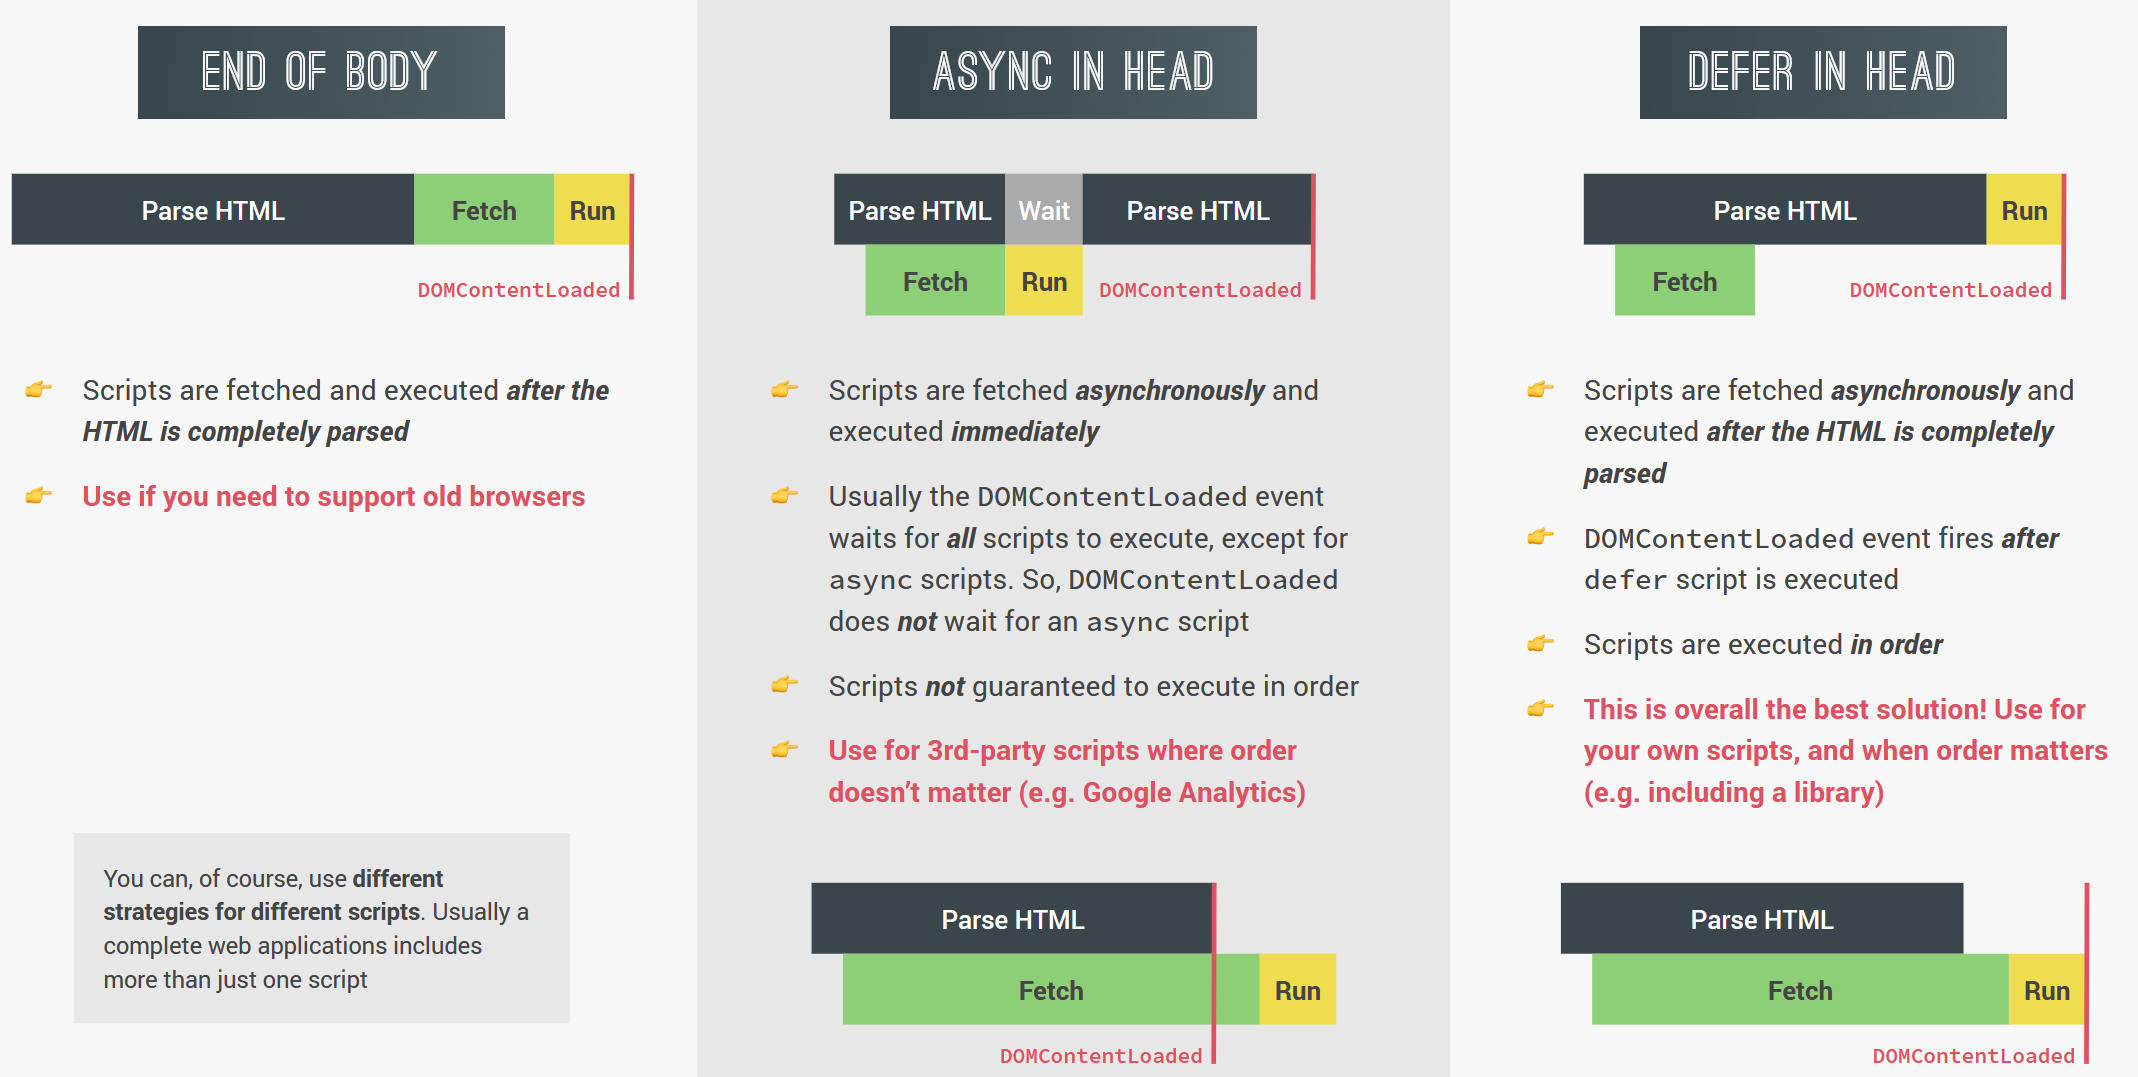 END OF BODY
Parse HTML
Fetch
Run
DOMContentLoaded
Scripts are fetched and executed after the
HTML is completely parsed
Use if you need to support old browsers
You can, of course, use different
strategies for different scripts. Usually a
complete web applications includes
more than just one script
ASYNC IN HEAD
Parse HTML
Wait
Parse HTML
Fetch
Run
DOMContentLoaded
Scripts are fetched asynchronously and
executed immediately
Usually the DOMContentLoaded event
waits for all scripts to execute, except for
async scripts. So, DOMContentLoaded
does not wait for an async script
Scripts not guaranteed to execute in order
Use for 3rd-party scripts where order
doesn’t matter (e.g. Google Analytics)
Parse HTML
Fetch
Run
DOMContentLoaded
DEFER IN HEAD
Parse HTML
Run
Fetch
DOMContentLoaded
Scripts are fetched asynchronously and
executed after the HTML is completely
parsed
DOMContentLoaded event fires after
defer script is executed
Scripts are executed in order
This is overall the best solution! Use for
your own scripts, and when order matters
(e.g. including a library)
Parse HTML
Fetch
Run
DOMContentLoaded